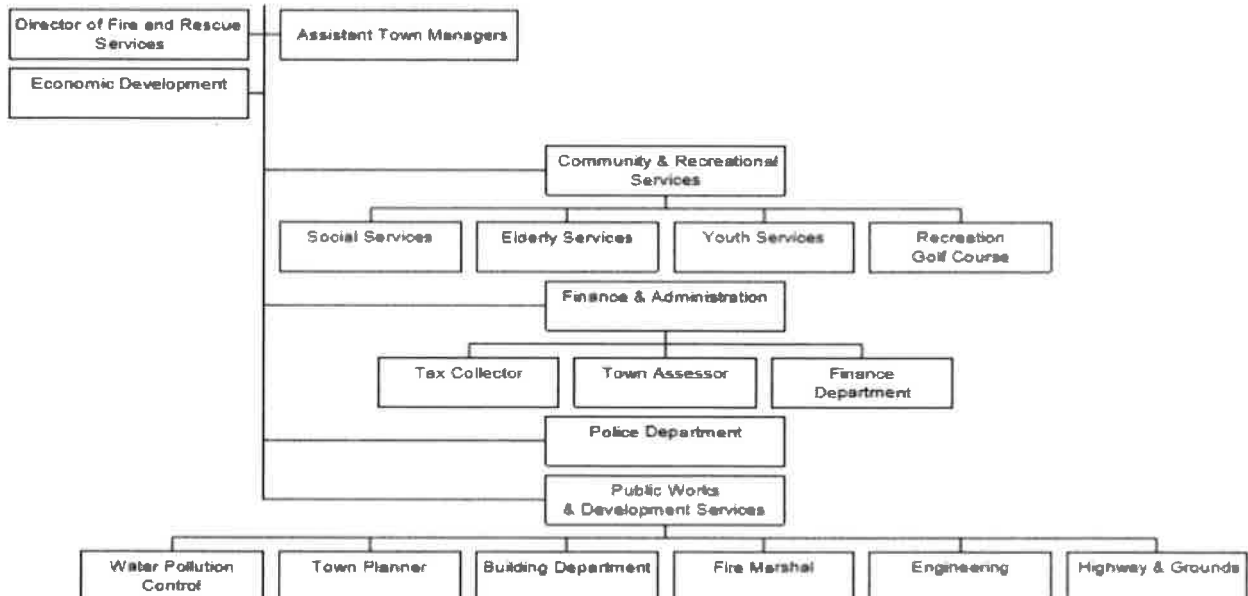 Director of Fire and Rescue
Services
Assistant Town Managers
Economic Development
Community & Recreational
Services
Social Services
Elderly Services
Youth Services
Recreation
Golf Course
Finance & Administration
Tax Collector
Town Assessor
Finance
Department
Police Department
Public Works
& Development Services
Water Pollution
Control
Town Planner
Building Department
Fire Marshal
Engineering
Highway & Grounds